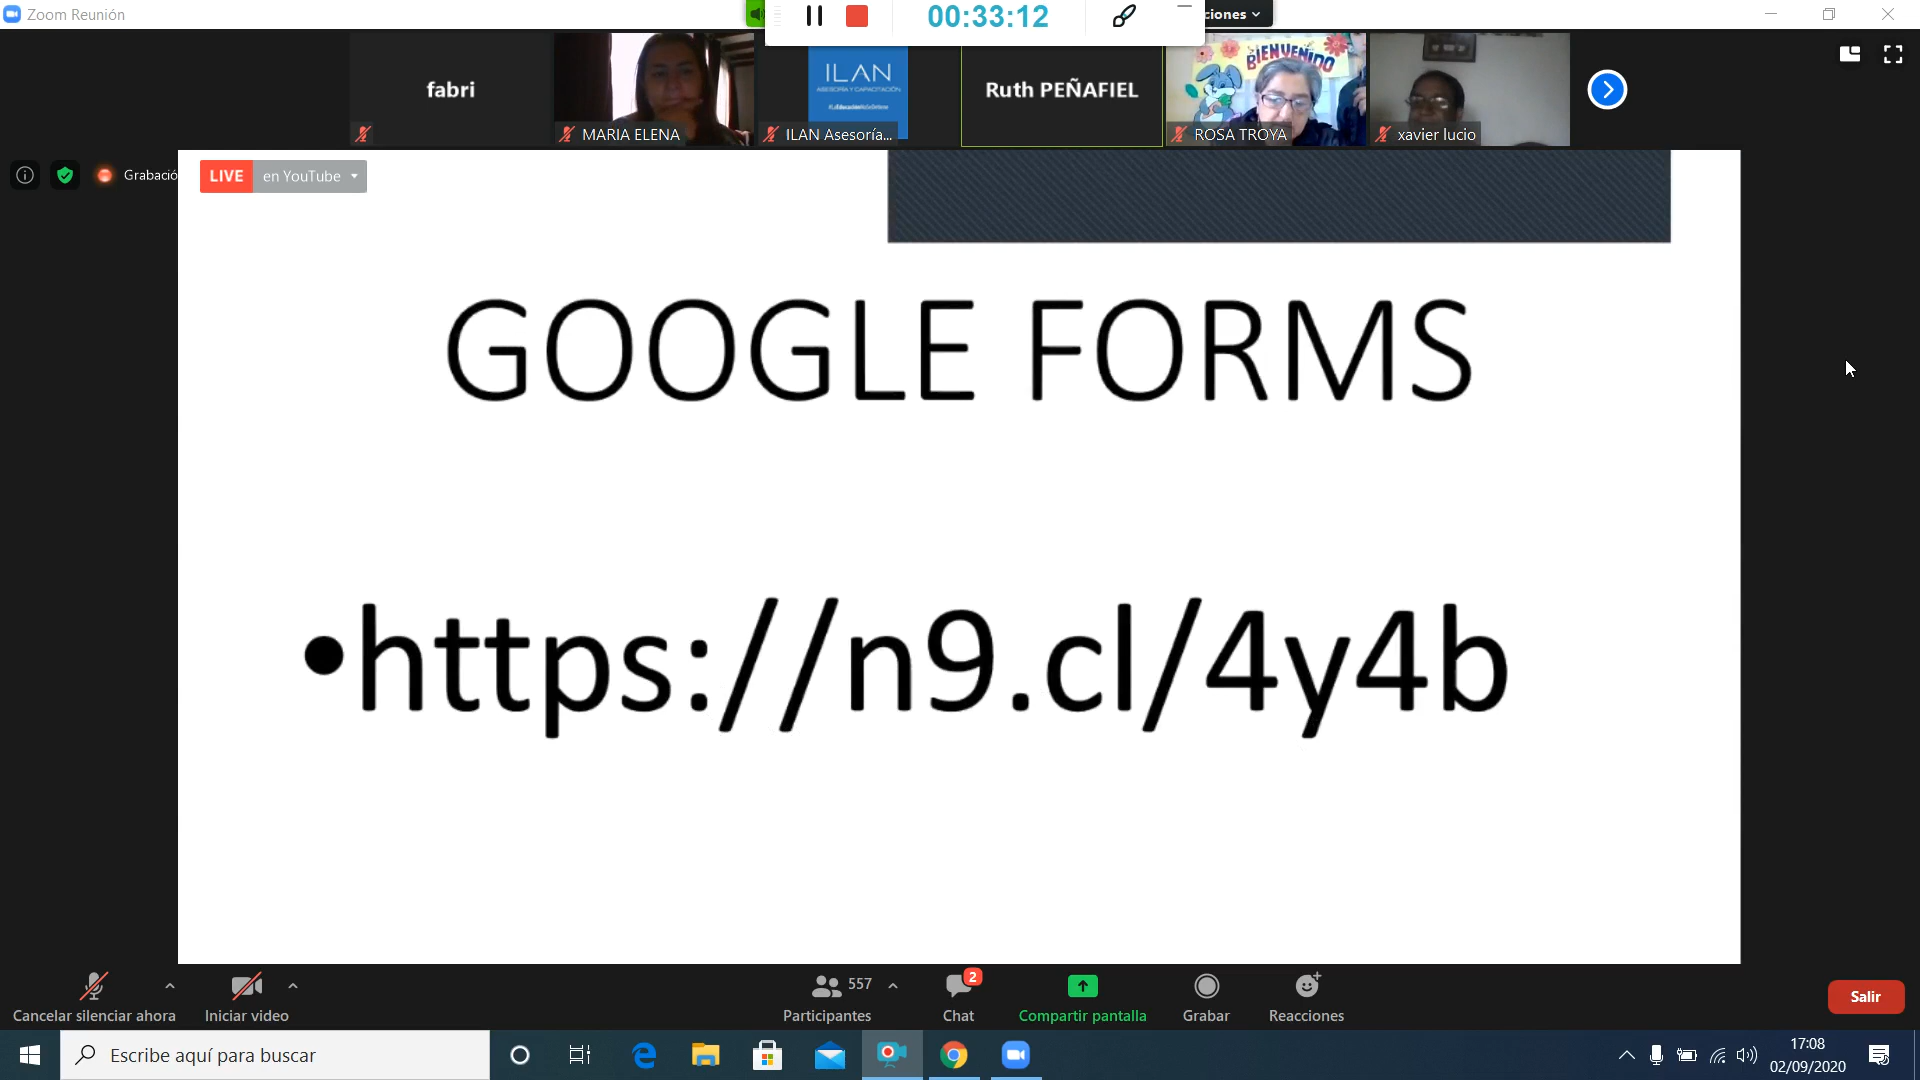 Zoom Reunión
00:33:12
ciones
fabri
MARIA ELENA
ILAN
ASESORÍA Y CAPACITACIÓN
ILAN Asesoría...
Ruth PEÑAFIEL
BIENVENIDO
ROSA TROYA
xavier lucio
Grabació
LIVE en YouTube
GOOGLE FORMS
•https://n9.cl/4y4b
Cancelar silenciar ahora
Iniciar video
557
Participantes
2
Chat
Compartir pantalla
Grabar
Reacciones
Salir
Escribe aquí para buscar
17:08
02/09/2020